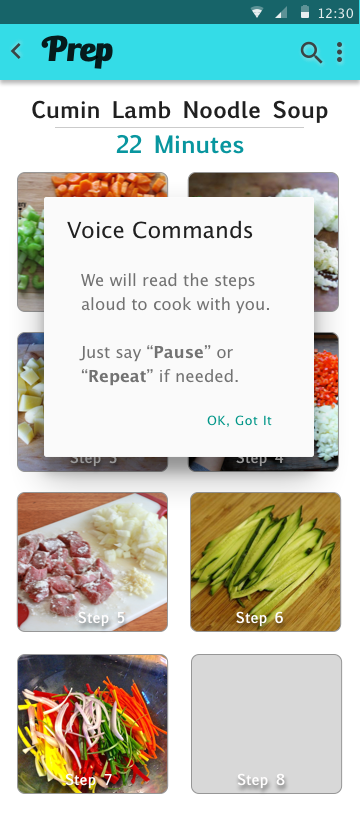 12:30
Prep
Cumin Lamb Noodle Soup
22 Minutes
Voice Commands
We will read the steps
aloud to cook with you.
Just say “Pause” or
“Repeat” if needed.
OK, Got It
Step 3
Step 4
Step 5
Step 6
Step 7
Step 8